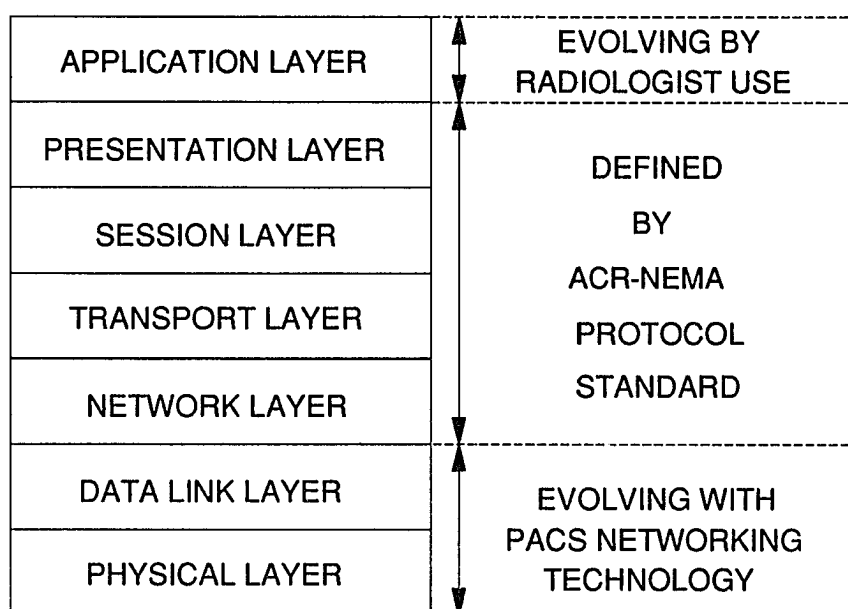 APPLICATION LAYER
EVOLVING BY
RADIOLOGIST USE
PRESENTATION LAYER
SESSION LAYER
TRANSPORT LAYER
NETWORK LAYER
DEFINED
BY
ACR-NEMA
PROTOCOL
STANDARD
DATA LINK LAYER
PHYSICAL LAYER
EVOLVING WITH
PACS NETWORKING
TECHNOLOGY